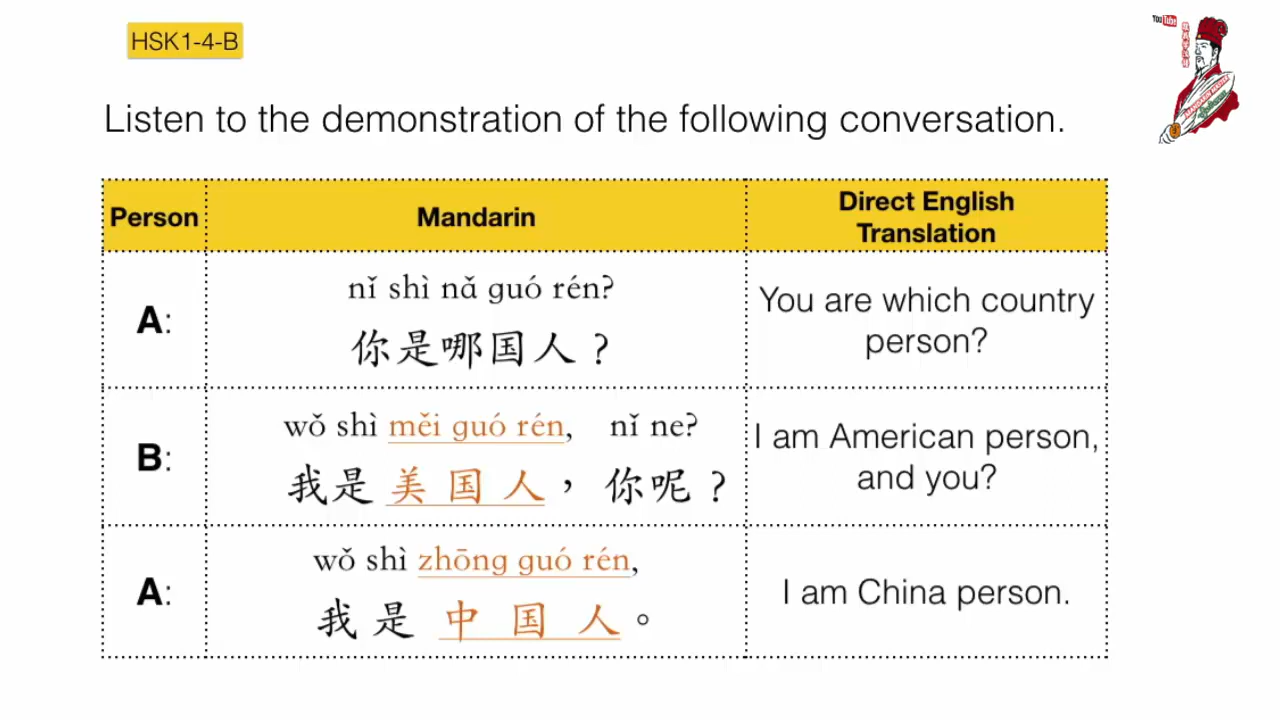 HSK1-4-B
YouTube
Listen to the demonstration of the following conversation.
Person
Mandarin
Direct English
Translation
A:
nǐ shì nǎ guó rén?
你是哪国人？
You are which country
person?
B:
wǒ shì měi guó rén, nǐ ne?
我是美国人，你呢？
I am American person,
and you?
A:
wǒ shì zhōng guó rén,
我是中国人。
I am China person.